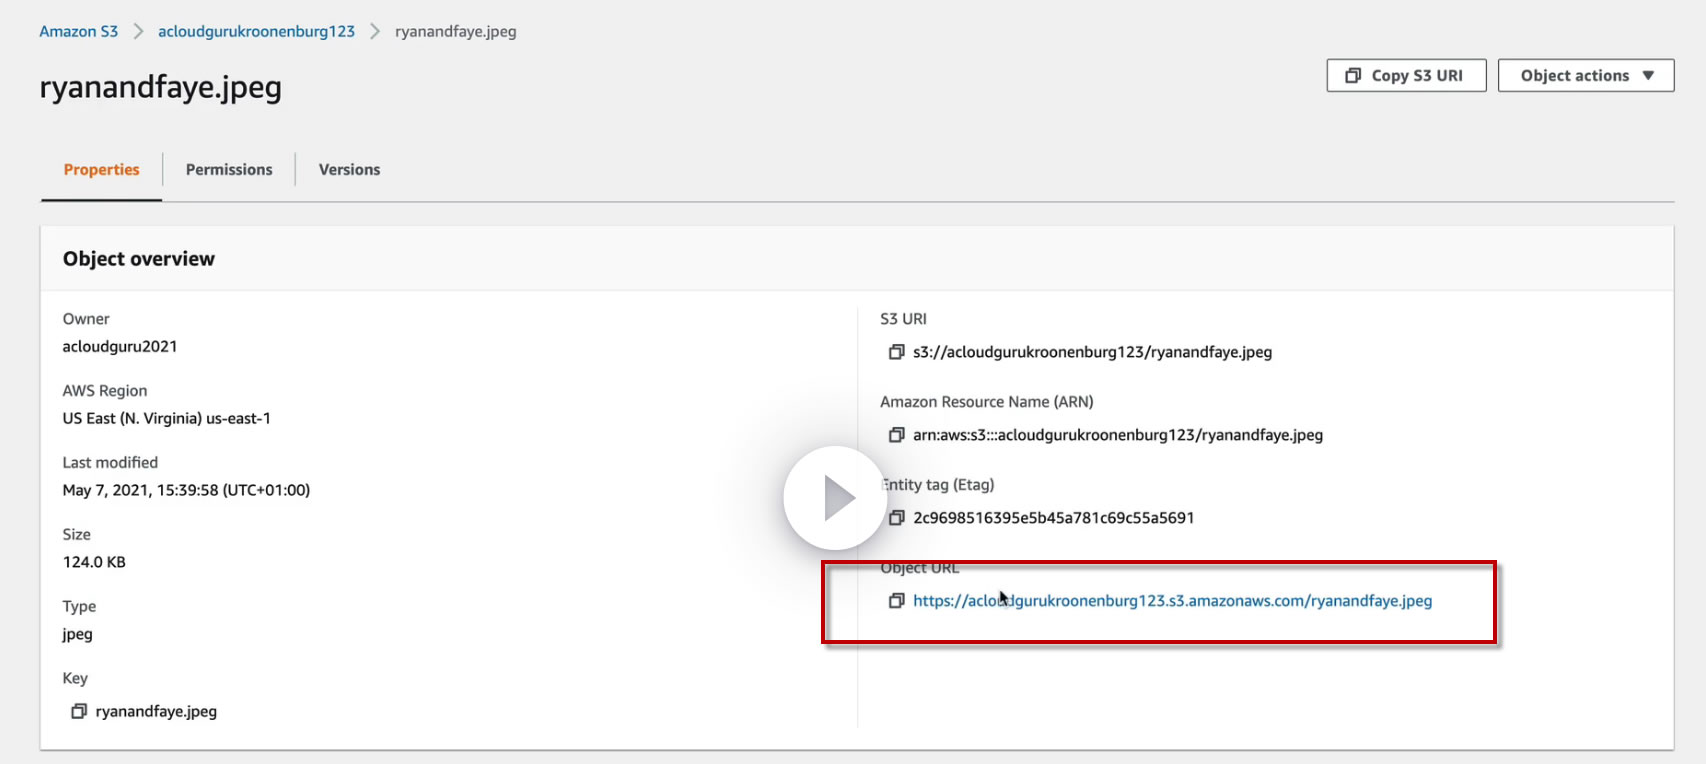 Amazon S3 > acloudgurukroonenburg123 > ryanandfaye.jpeg
ryanandfaye.jpeg
Copy S3 URI
Object actions ▼
Properties
Permissions
Versions
Object overview
Owner
acloudguru2021
AWS Region
US East (N. Virginia) us-east-1
Last modified
May 7, 2021, 15:39:58 (UTC+01:00)
Size
124.0 KB
Type
jpeg
Key
ryanandfaye.jpeg
S3 URI
s3://acloudgurukroonenburg123/ryanandfaye.jpeg
Amazon Resource Name (ARN)
arn:aws:s3:::acloudgurukroonenburg123/ryanandfaye.jpeg
Entity tag (Etag)
2c9698516395e5b45a781c69c55a5691
Object URL
https://acloudgurukroonenburg123.s3.amazonaws.com/ryanandfaye.jpeg